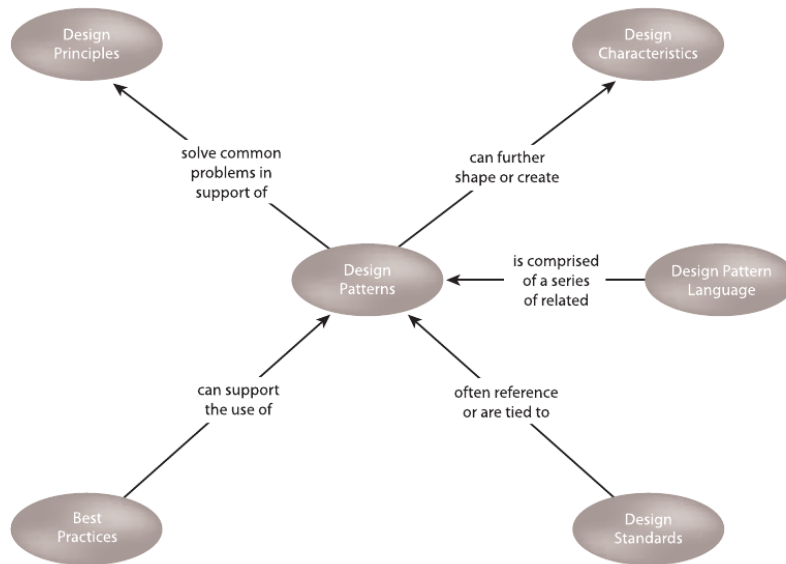 Design
Principles
Design
Characteristics
solve common
problems in
support of
can further
shape or create
Design
Patterns
is comprised
of a series
of related
Design Pattern
Language
can support
the use of
often reference
or are tied to
Best
Practices
Design
Standards